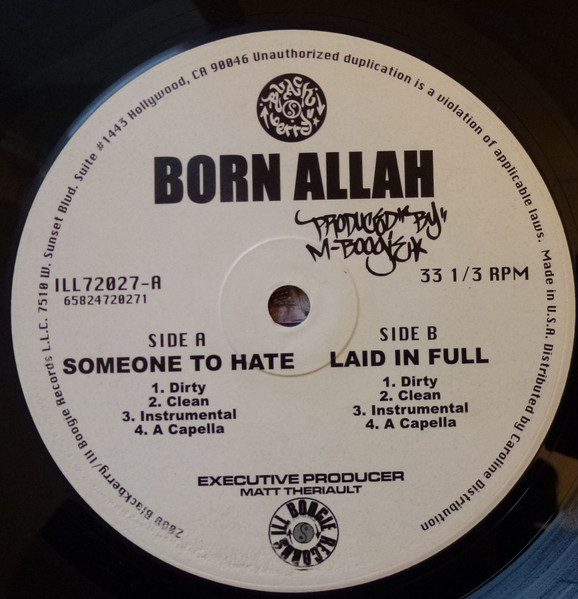 2000 Blackberry/Ill Boogie Records L.L.C. 7510 W. Sunset Blvd. Suite #1443 Hollywood, CA 90046 Unauthorized duplication is a violation of applicable laws. Made in U.S.A. Distributed by Caroline Distribution
BORN ALLAH
"PRODUCED" "BY"
M-BOOGIE
ILL72027-A
65824720271
33 1/3 RPM
SIDE A
SOMEONE TO HATE
1. Dirty
2. Clean
3. Instrumental
4. A Capella
SIDE B
LAID IN FULL
1. Dirty
2. Clean
3. Instrumental
4. A Capella
EXECUTIVE PRODUCER
MATT THERIAULT
ILL BOOGIE RECORDS